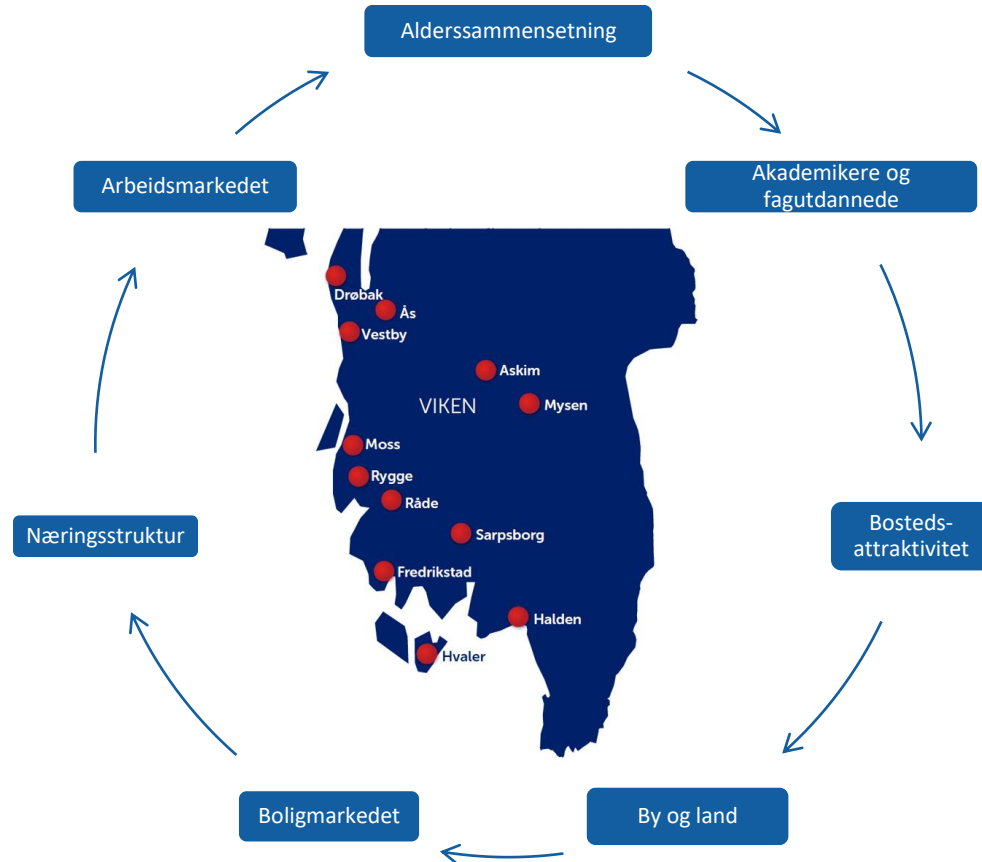 Alderssammensetning
Arbeidsmarkedet
Akademikere og
fagutdannede
Drøbak
Ås
Vestby
Askim
VIKEN
Mysen
Moss
Rygge
Råde
Næringsstruktur
Bosteds-
attraktivitet
Sarpsborg
Fredrikstad
Halden
Hvaler
Boligmarkedet
By og land